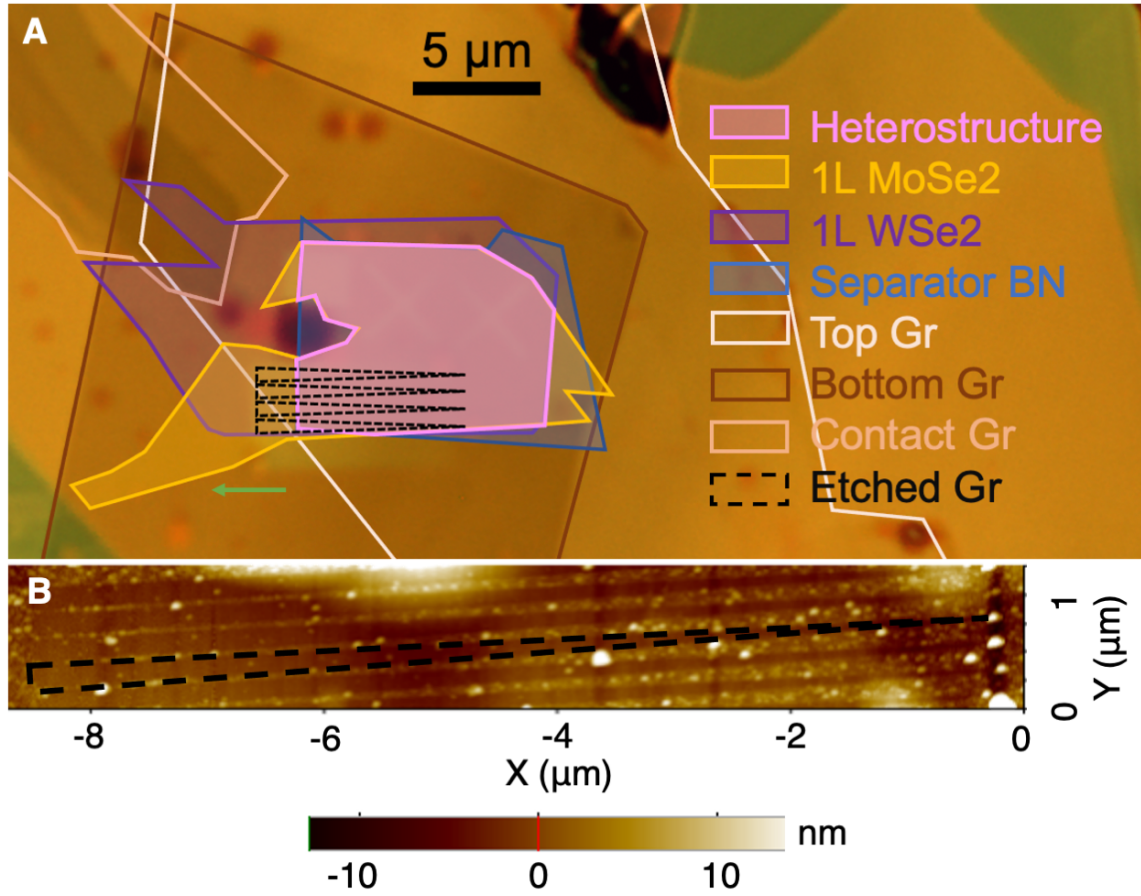 A
5 μm
Heterostructure
1L MoSe2
1L WSe2
Separator BN
Top Gr
Bottom Gr
Contact Gr
Etched Gr
B
1
0
Y (μm)
-8 -6 -4 -2 0
X (μm)
nm
-10 0 10